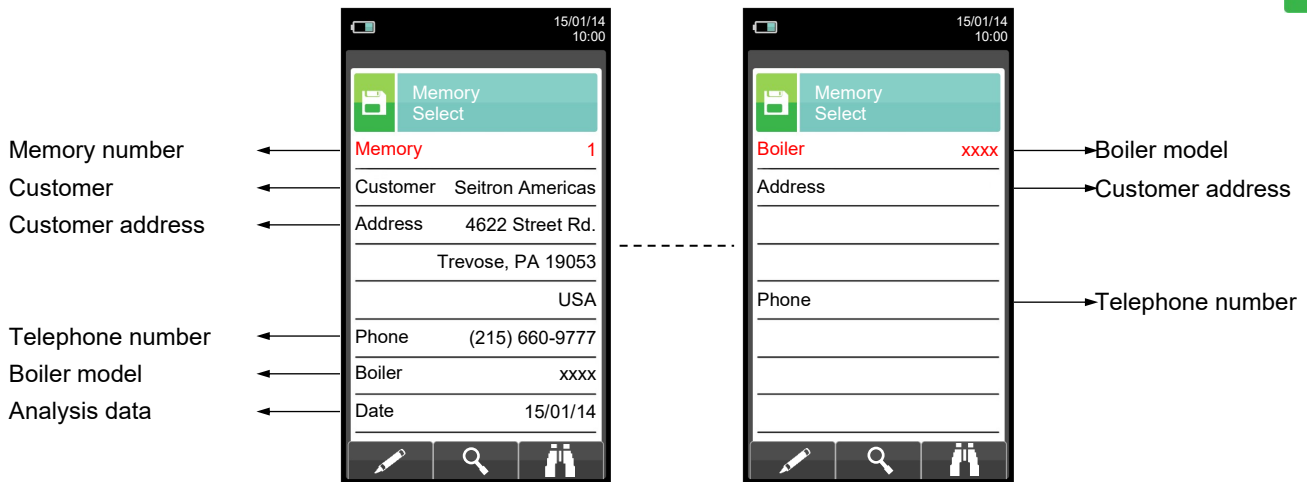 15/01/14
10:00
Memory
Select
Memory number
Memory 1
Customer
Customer Seitron Americas
Customer address
Address 4622 Street Rd.
Trevose, PA 19053
USA
Telephone number
Phone (215) 660-9777
Boiler model
Boiler xxxx
Analysis data
Date 15/01/14
15/01/14
10:00
Memory
Select
Boiler xxxx
Boiler model
Address
Customer address
Phone
Telephone number